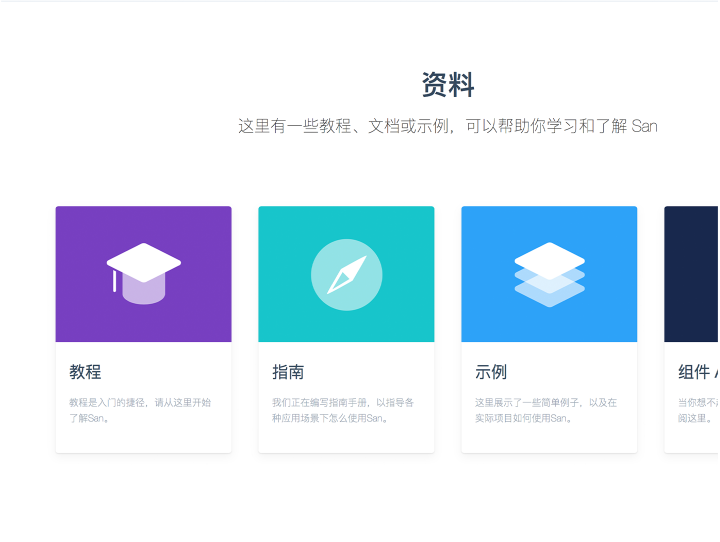 资料
这里有一些教程、文档或示例，可以帮助你学习和了解 San
教程
教程是入门的捷径，请从这里开始
了解San。
指南
我们正在编写指南手册，以指导各
种应用场景下怎么使用San。
示例
这里展示了一些简单例子，以及在
实际项目如何使用San。
组件
当你想不
阅这里。